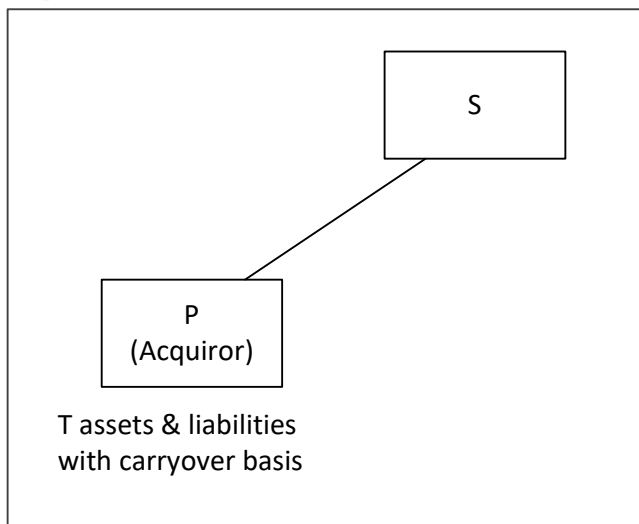 S
P
(Acquiror)
T assets & liabilities
with carryover basis